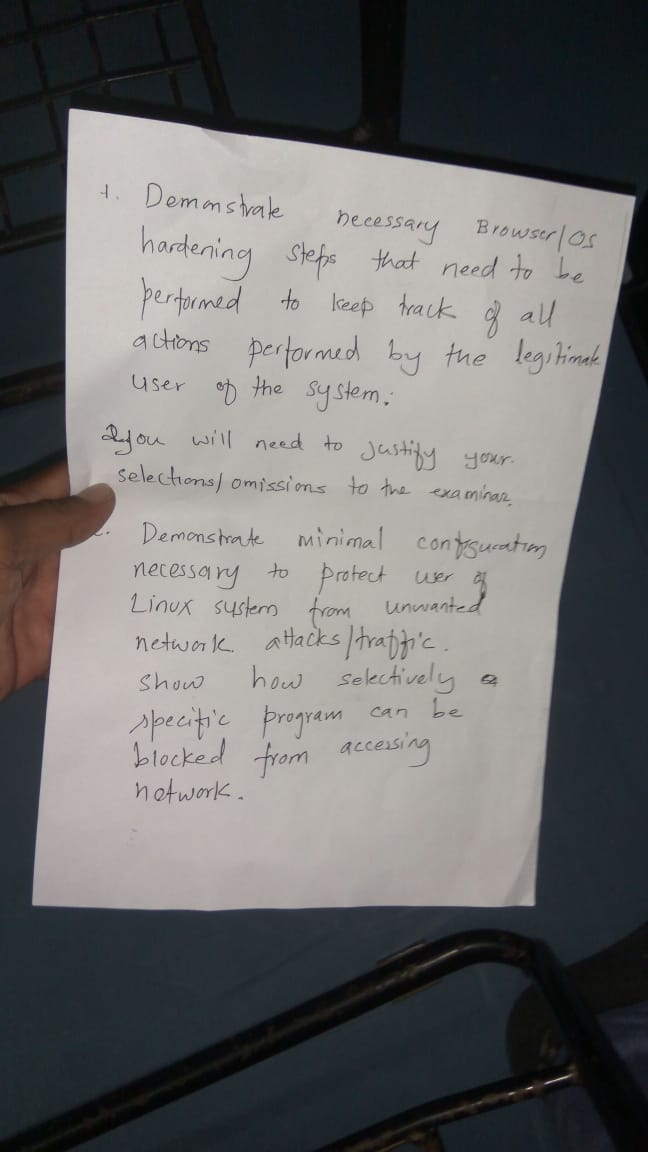 1. Demonstrate necessary Browser/OS
hardening steps that need to be
performed to keep track of all
actions performed by the legitimate
user of the system.
you will need to justify your
selections/omissions to the examiner.
Demonstrate minimal configuration
necessary to protect user of
Linux system from unwanted
network attacks/traffic.
Show how selectively a
specific program can be
blocked from accessing
network.